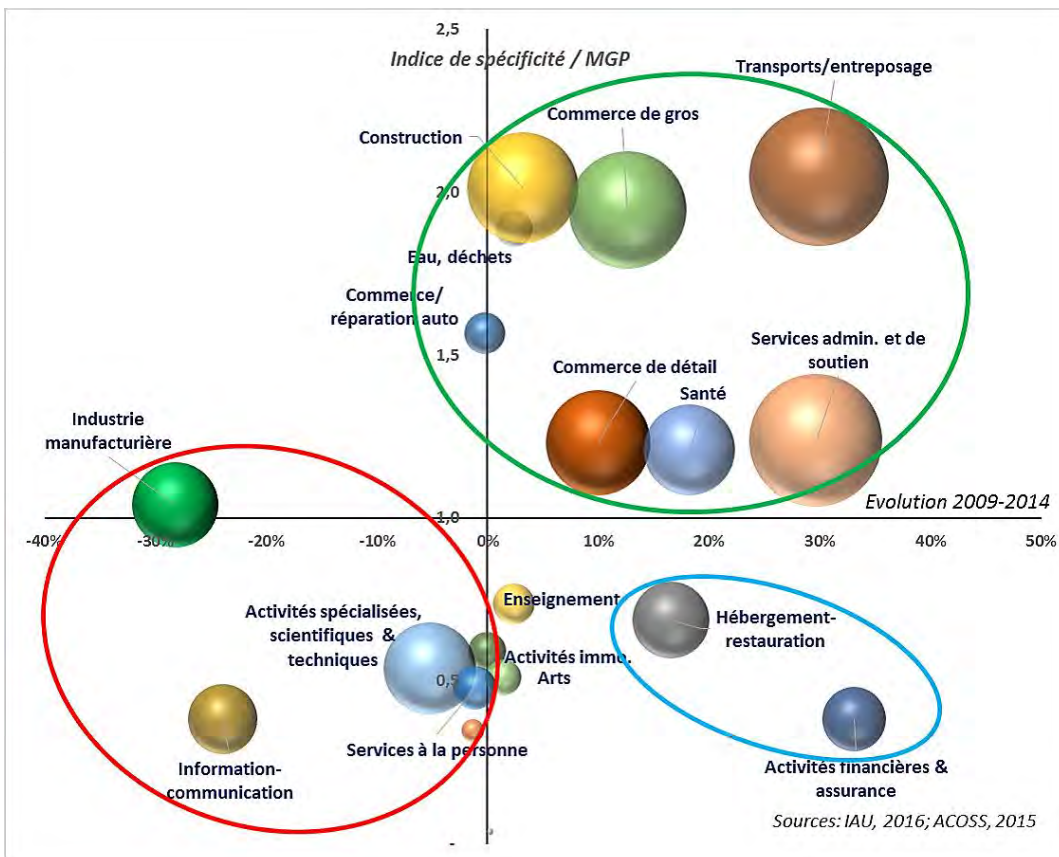 2,5
Indice de spécificité / MGP
Transports/entreposage
Commerce de gros
Construction
2,0
Eau, déchets
Commerce/
réparation auto
1,5
Services admin. et de
soutien
Commerce de détail
Santé
Industrie
manufacturière
Evolution 2009-2014
1,0
-40%
-30%
-20%
-10%
0%
10%
20%
30%
40%
50%
Enseignement
Hébergement-
restauration
Activités spécialisées,
scientifiques &
techniques
Activités immo.
Arts
0,5
Services à la personne
Information-
communication
Activités financières &
assurance
Sources: IAU, 2016; ACOSS, 2015
-